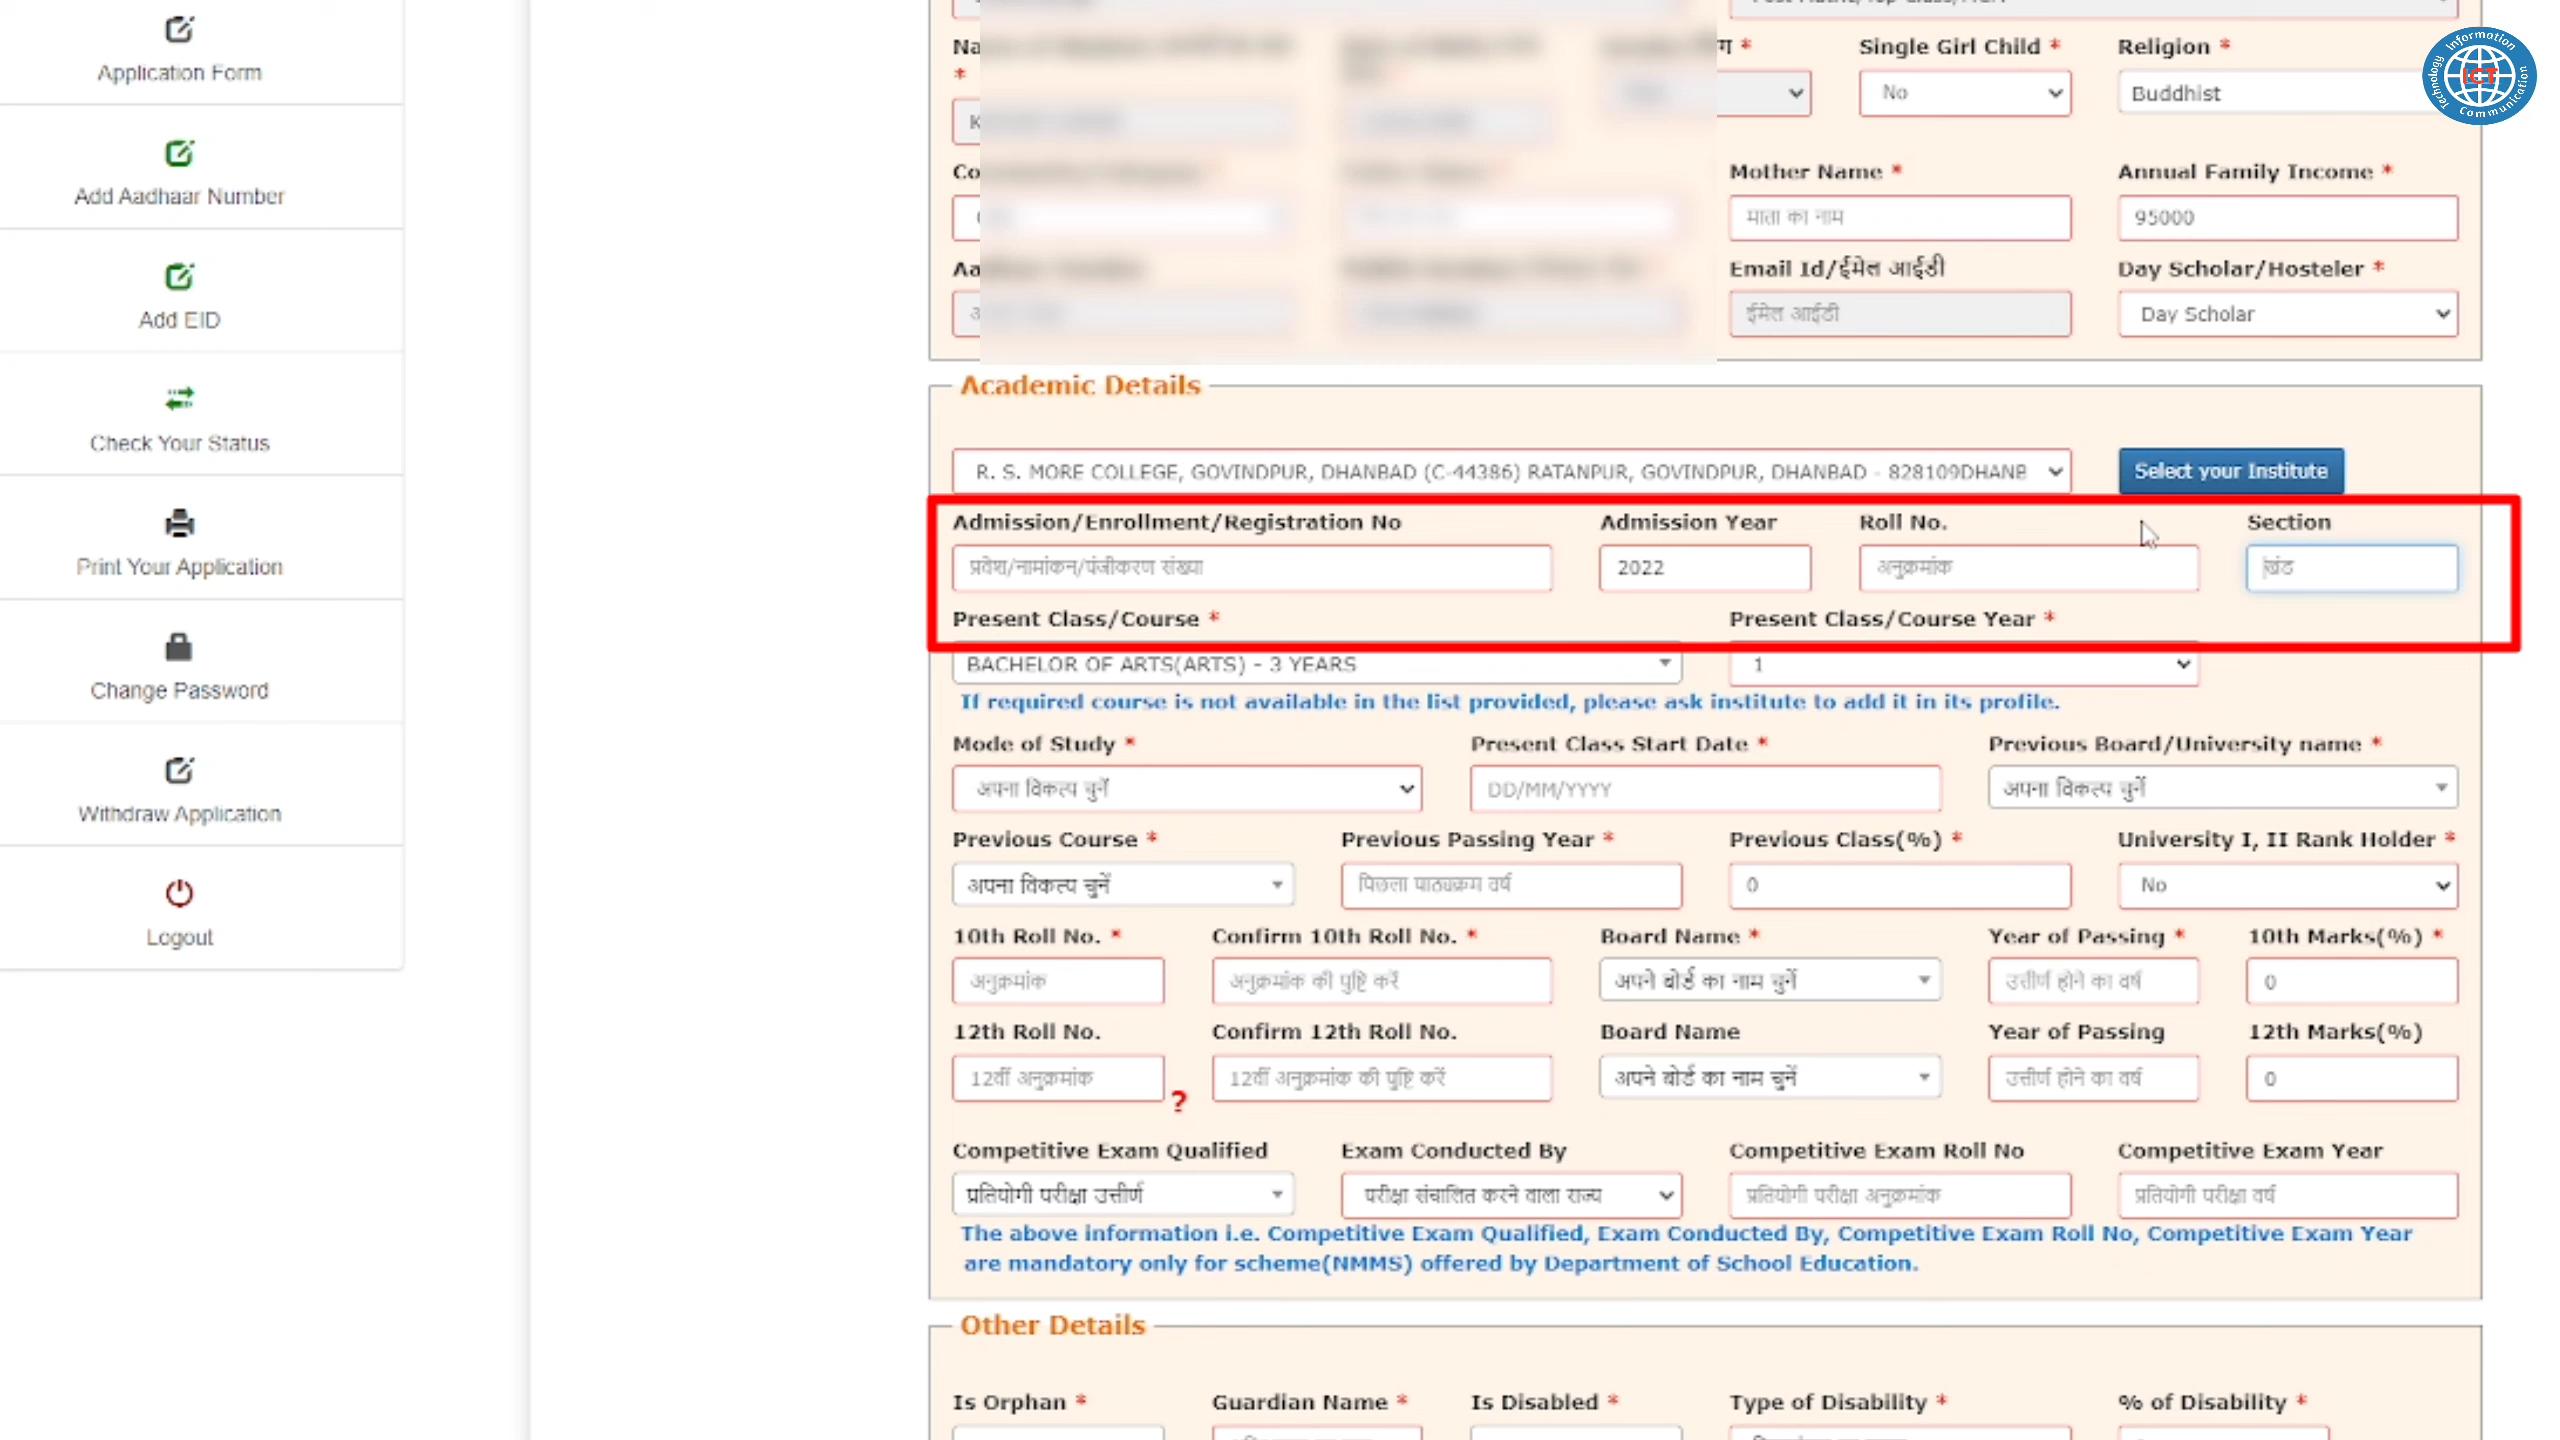 Application Form
Add Aadhaar Number
Add EID
Check Your Status
Print Your Application
Change Password
Withdraw Application
Logout
Information Communication Technology
ICT
* Single Girl Child * Religion *
No Buddhist
Mother Name * Annual Family Income *
माता का नाम 95000
Email Id/ईमेल आईडी Day Scholar/Hosteler *
ईमेल आईडी Day Scholar
Academic Details
R. S. MORE COLLEGE, GOVINDPUR, DHANBAD (C-44386) RATANPUR, GOVINDPUR, DHANBAD - 828109DHANB Select your Institute
Admission/Enrollment/Registration No Admission Year Roll No. Section
प्रवेश/नामांकन/पंजीकरण संख्या 2022 अनुक्रमांक खंड
Present Class/Course * Present Class/Course Year *
BACHELOR OF ARTS(ARTS) - 3 YEARS 1
If required course is not available in the list provided, please ask institute to add it in its profile.
Mode of Study * Present Class Start Date * Previous Board/University name *
अपना विकल्प चुनें DD/MM/YYYY अपना विकल्प चुनें
Previous Course * Previous Passing Year * Previous Class(%) * University I, II Rank Holder *
अपना विकल्प चुनें पिछला पाठ्यक्रम वर्ष 0 No
10th Roll No. * Confirm 10th Roll No. * Board Name * Year of Passing * 10th Marks(%) *
अनुक्रमांक अनुक्रमांक की पुष्टि करें अपने बोर्ड का नाम चुनें उत्तीर्ण होने का वर्ष 0
12th Roll No. Confirm 12th Roll No. Board Name Year of Passing 12th Marks(%)
12वीं अनुक्रमांक ? 12वीं अनुक्रमांक की पुष्टि करें अपने बोर्ड का नाम चुनें उत्तीर्ण होने का वर्ष 0
Competitive Exam Qualified Exam Conducted By Competitive Exam Roll No Competitive Exam Year
प्रतियोगी परीक्षा उत्तीर्ण परीक्षा संचालित करने वाला राज्य प्रतियोगी परीक्षा अनुक्रमांक प्रतियोगी परीक्षा वर्ष
The above information i.e. Competitive Exam Qualified, Exam Conducted By, Competitive Exam Roll No, Competitive Exam Year
are mandatory only for scheme(NMMS) offered by Department of School Education.
Other Details
Is Orphan * Guardian Name * Is Disabled * Type of Disability * % of Disability *